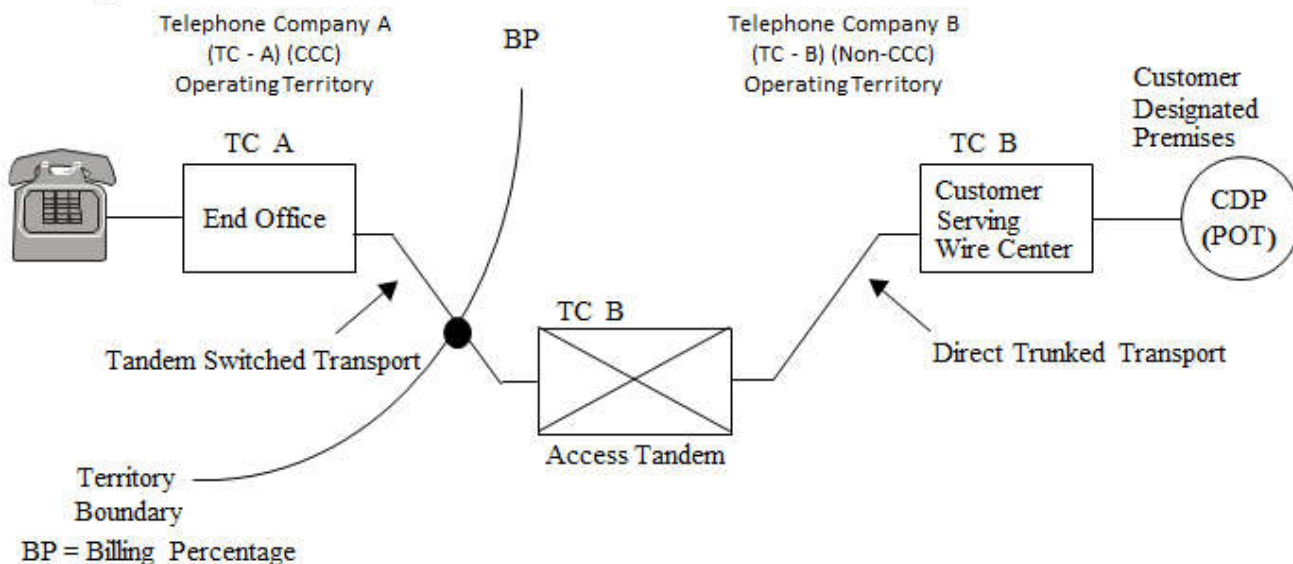 Telephone Company A
(TC - A) (CCC)
Operating Territory
BP
Telephone Company B
(TC - B) (Non-CCC)
Operating Territory
Customer
Designated
Premises
TC A
End Office
TC B
Customer
Serving
Wire Center
CDP
(POT)
Tandem Switched Transport
TC B
Access Tandem
Direct Trunked Transport
Territory
Boundary
BP = Billing Percentage